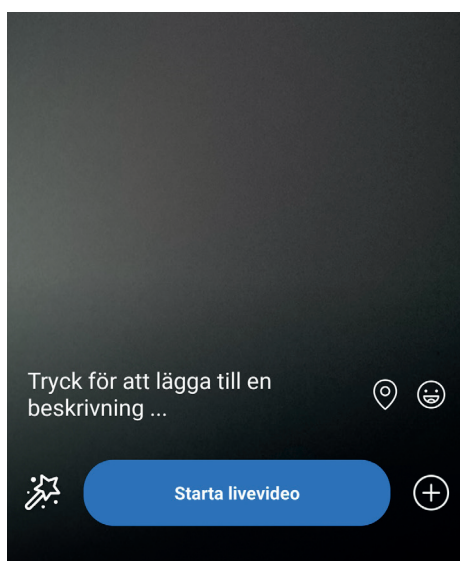 Tryck för att lägga till en
beskrivning ...
Starta livevideo